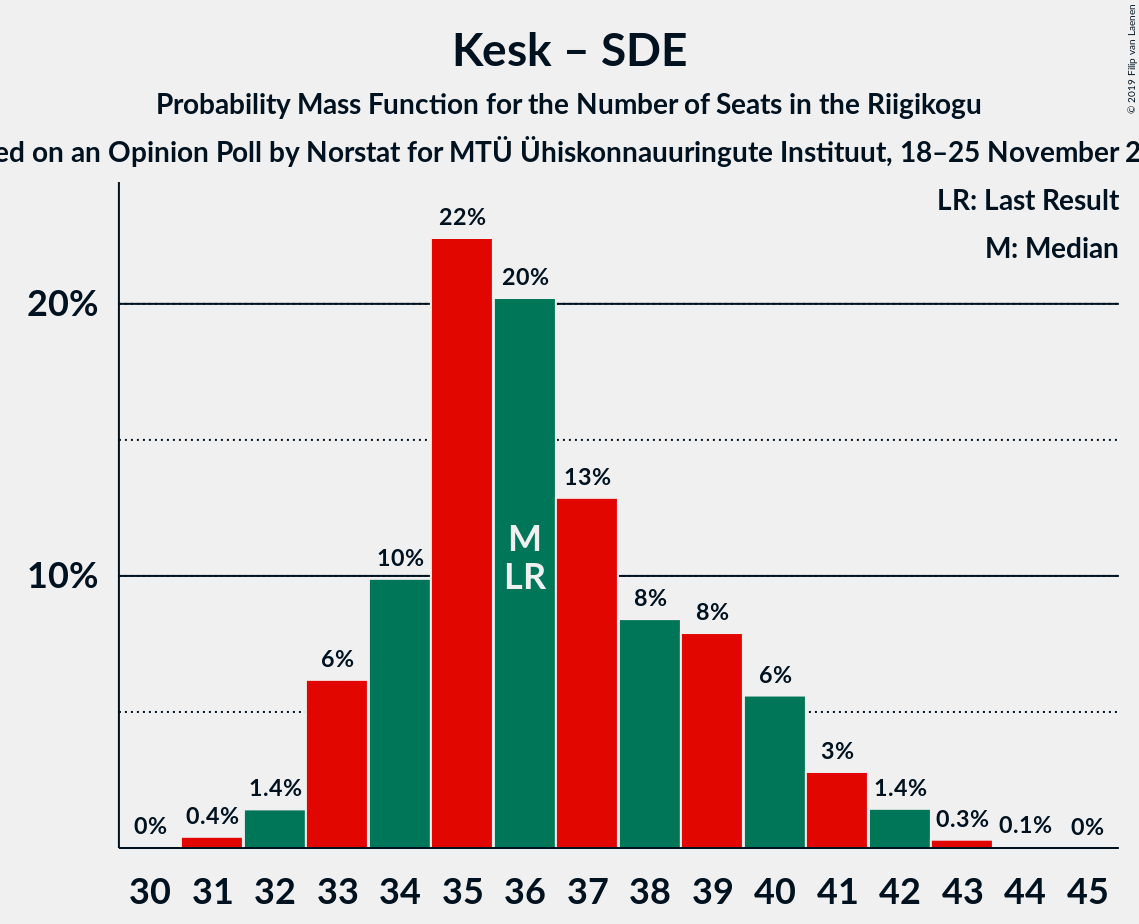 Kesk – SDE
Probability Mass Function for the Number of Seats in the Riigikogu
on an Opinion Poll by Norstat for MTÜ Ühiskonnauuringute Instituut, 18–25 November
© 2019 Filip van Laenen
LR: Last Result
M: Median
22%
20%
20%
13%
M
LR
10%
10%
8%
8%
6%
6%
3%
1.4%
1.4%
0.4%
0.3%
0.1%
0%
0%
30 31 32 33 34 35 36 37 38 39 40 41 42 43 44 45